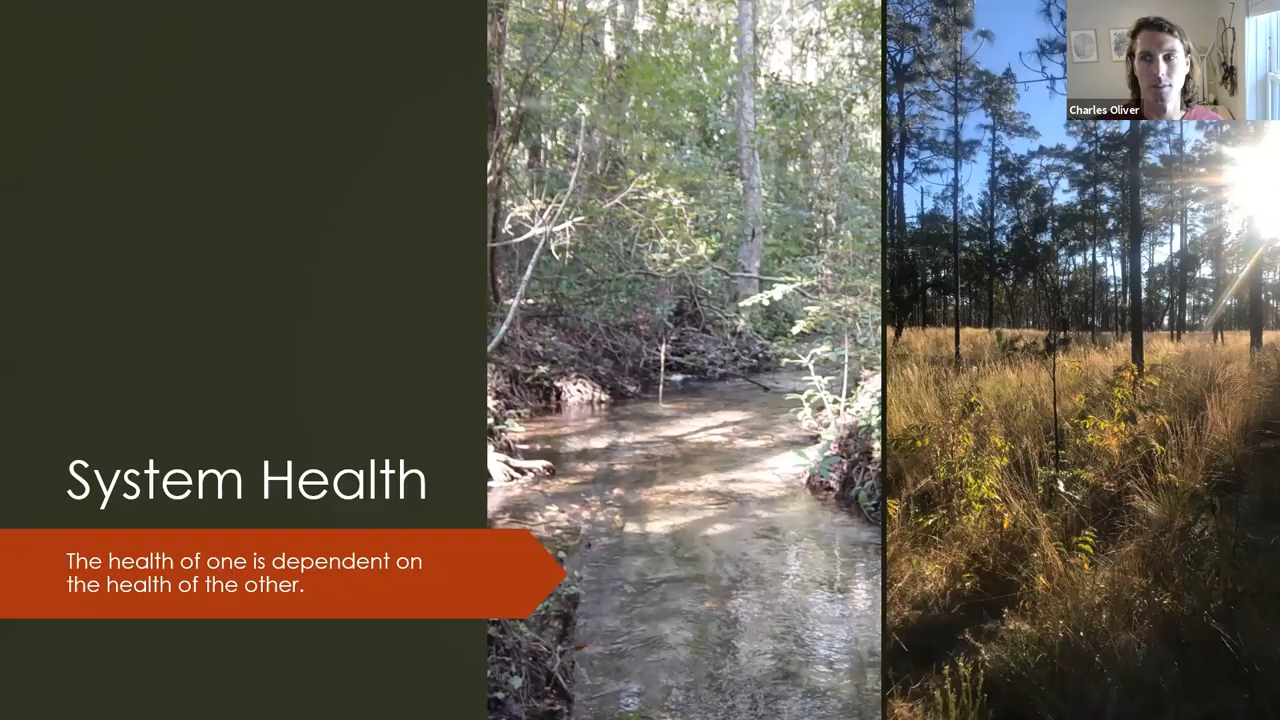 Charles Oliver
System Health
The health of one is dependent on
the health of the other.